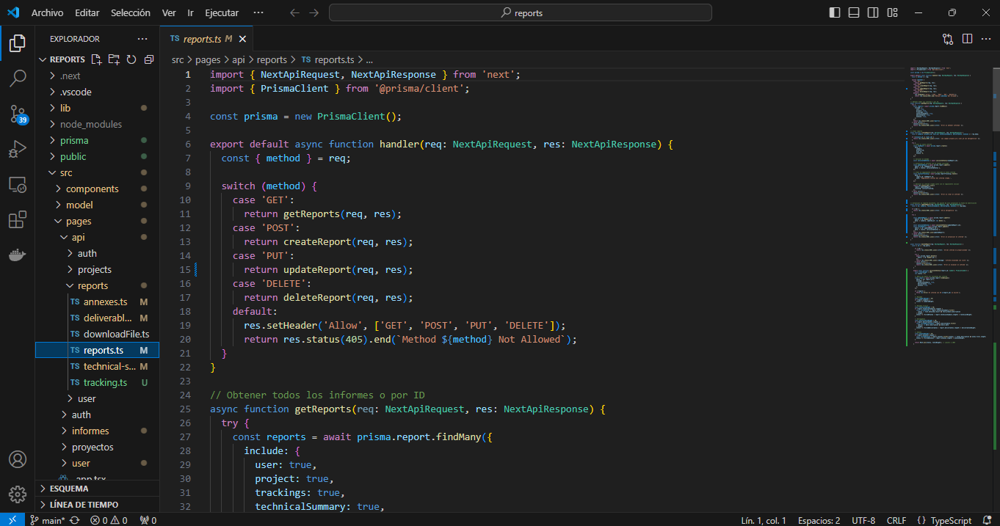 Archivo Editar Selección Ver Ir Ejecutar ··· reports
EXPLORADOR ···
REPORTS
.next
.vscode
lib
node_modules
prisma
public
src
components
model
pages
api
auth
projects
reports
TS annexes.ts M
TS deliverabl... M
TS downloadFile.ts
TS reports.ts M
TS technical-s... M
TS tracking.ts U
user
auth
informes
proyectos
user
_app.tsx
ESQUEMA
LÍNEA DE TIEMPO
39
TS reports.ts M
src > pages > api > reports > TS reports.ts > ...
1 import { NextApiRequest, NextApiResponse } from 'next';
2 import { PrismaClient } from '@prisma/client';
3
4 const prisma = new PrismaClient();
5
6 export default async function handler(req: NextApiRequest, res: NextApiResponse) {
7 const { method } = req;
8
9 switch (method) {
10 case 'GET':
11 return getReports(req, res);
12 case 'POST':
13 return createReport(req, res);
14 case 'PUT':
15 return updateReport(req, res);
16 case 'DELETE':
17 return deleteReport(req, res);
18 default:
19 res.setHeader('Allow', ['GET', 'POST', 'PUT', 'DELETE']);
20 return res.status(405).end(`Method ${method} Not Allowed`);
21 }
22 }
23
24 // Obtener todos los informes o por ID
25 async function getReports(req: NextApiRequest, res: NextApiResponse) {
26 try {
27 const reports = await prisma.report.findMany({
28 include: {
29 user: true,
30 project: true,
31 trackings: true,
32 technicalSummary: true,
main* 0 0 0 Lín. 1, col. 1 Espacios: 2 UTF-8 CRLF {} TypeScript